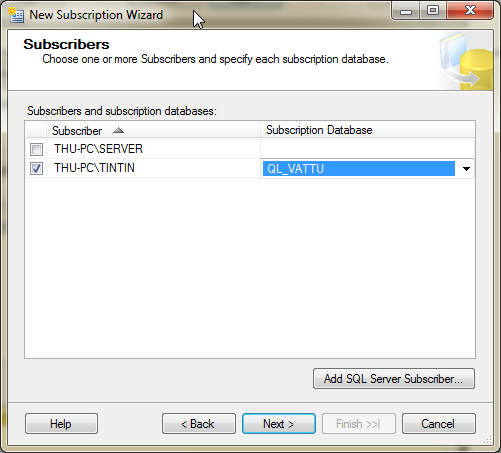 New Subscription Wizard
Subscribers
Choose one or more Subscribers and specify each subscription database.
Subscribers and subscription databases:
Subscriber Subscription Database
THU-PC\SERVER
THU-PC\TINTIN QL_VATTU
Add SQL Server Subscriber...
Help < Back Next > Finish >>| Cancel